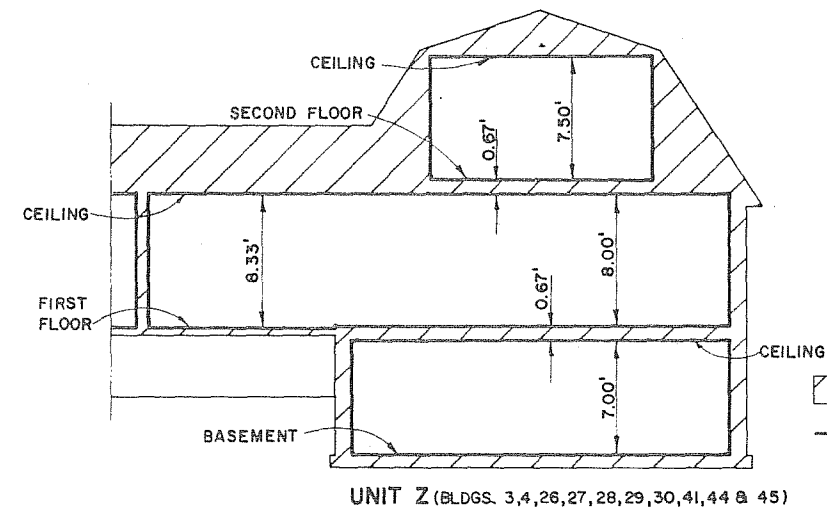 CEILING
SECOND FLOOR
0.67'
7.50'
CEILING
8.33'
0.67'
8.00'
FIRST
FLOOR
CEILING
7.00'
BASEMENT
UNIT Z (BLDGS. 3,4,26,27,28,29,30,41,44 & 45)